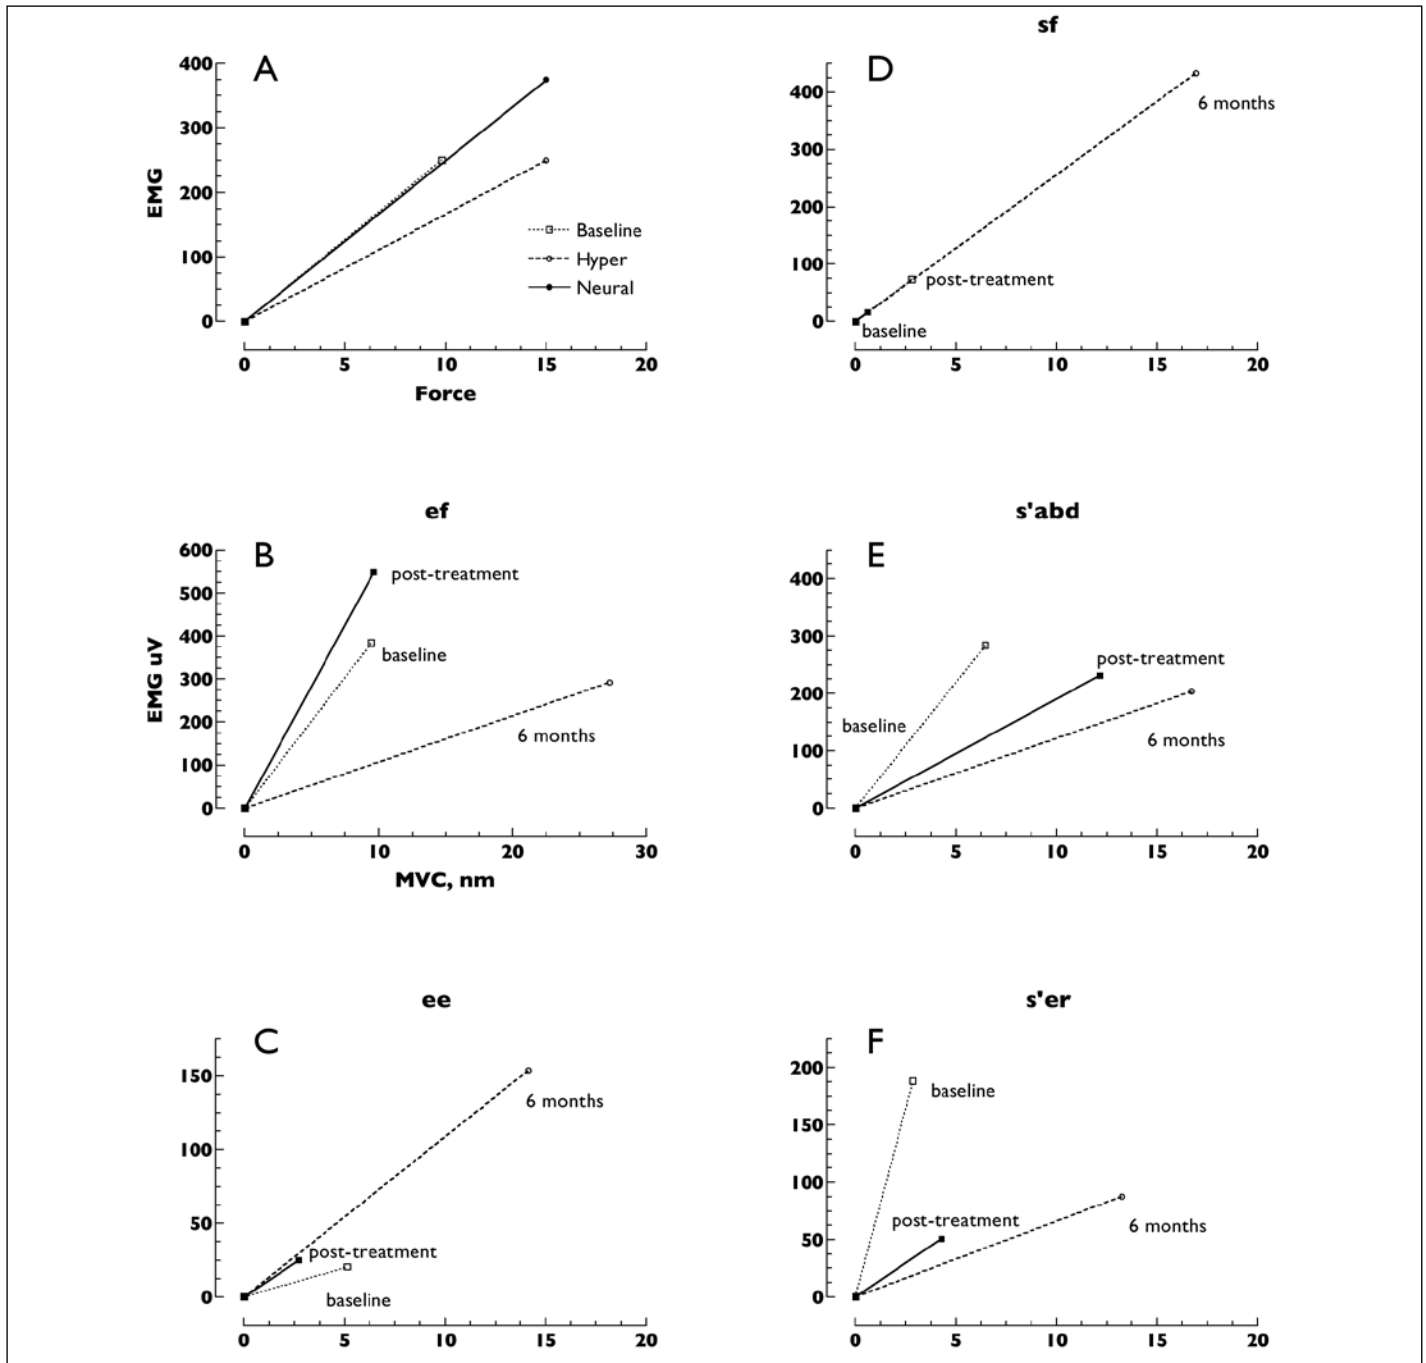 A
400
300
200
100
0
EMG
Baseline
Hyper
Neural
0 5 10 15 20
Force
sf
D
400
300
200
100
0
6 months
post-treatment
baseline
0 5 10 15 20
ef
B
600
500
400
300
200
100
0
EMG uV
post-treatment
baseline
6 months
0 10 20 30
MVC, nm
s'abd
E
400
300
200
100
0
post-treatment
baseline
6 months
0 5 10 15 20
ee
C
150
100
50
0
6 months
post-treatment
baseline
0 5 10 15 20
s'er
F
200
150
100
50
0
baseline
post-treatment
6 months
0 5 10 15 20